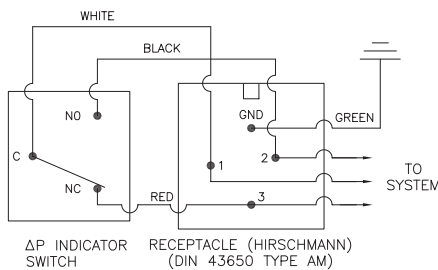 WHITE
BLACK
NO
GND
GREEN
C
1
2
TO
SYSTEM
NC
RED
3
ΔP INDICATOR
SWITCH
RECEPTACLE (HIRSCHMANN)
(DIN 43650 TYPE AM)